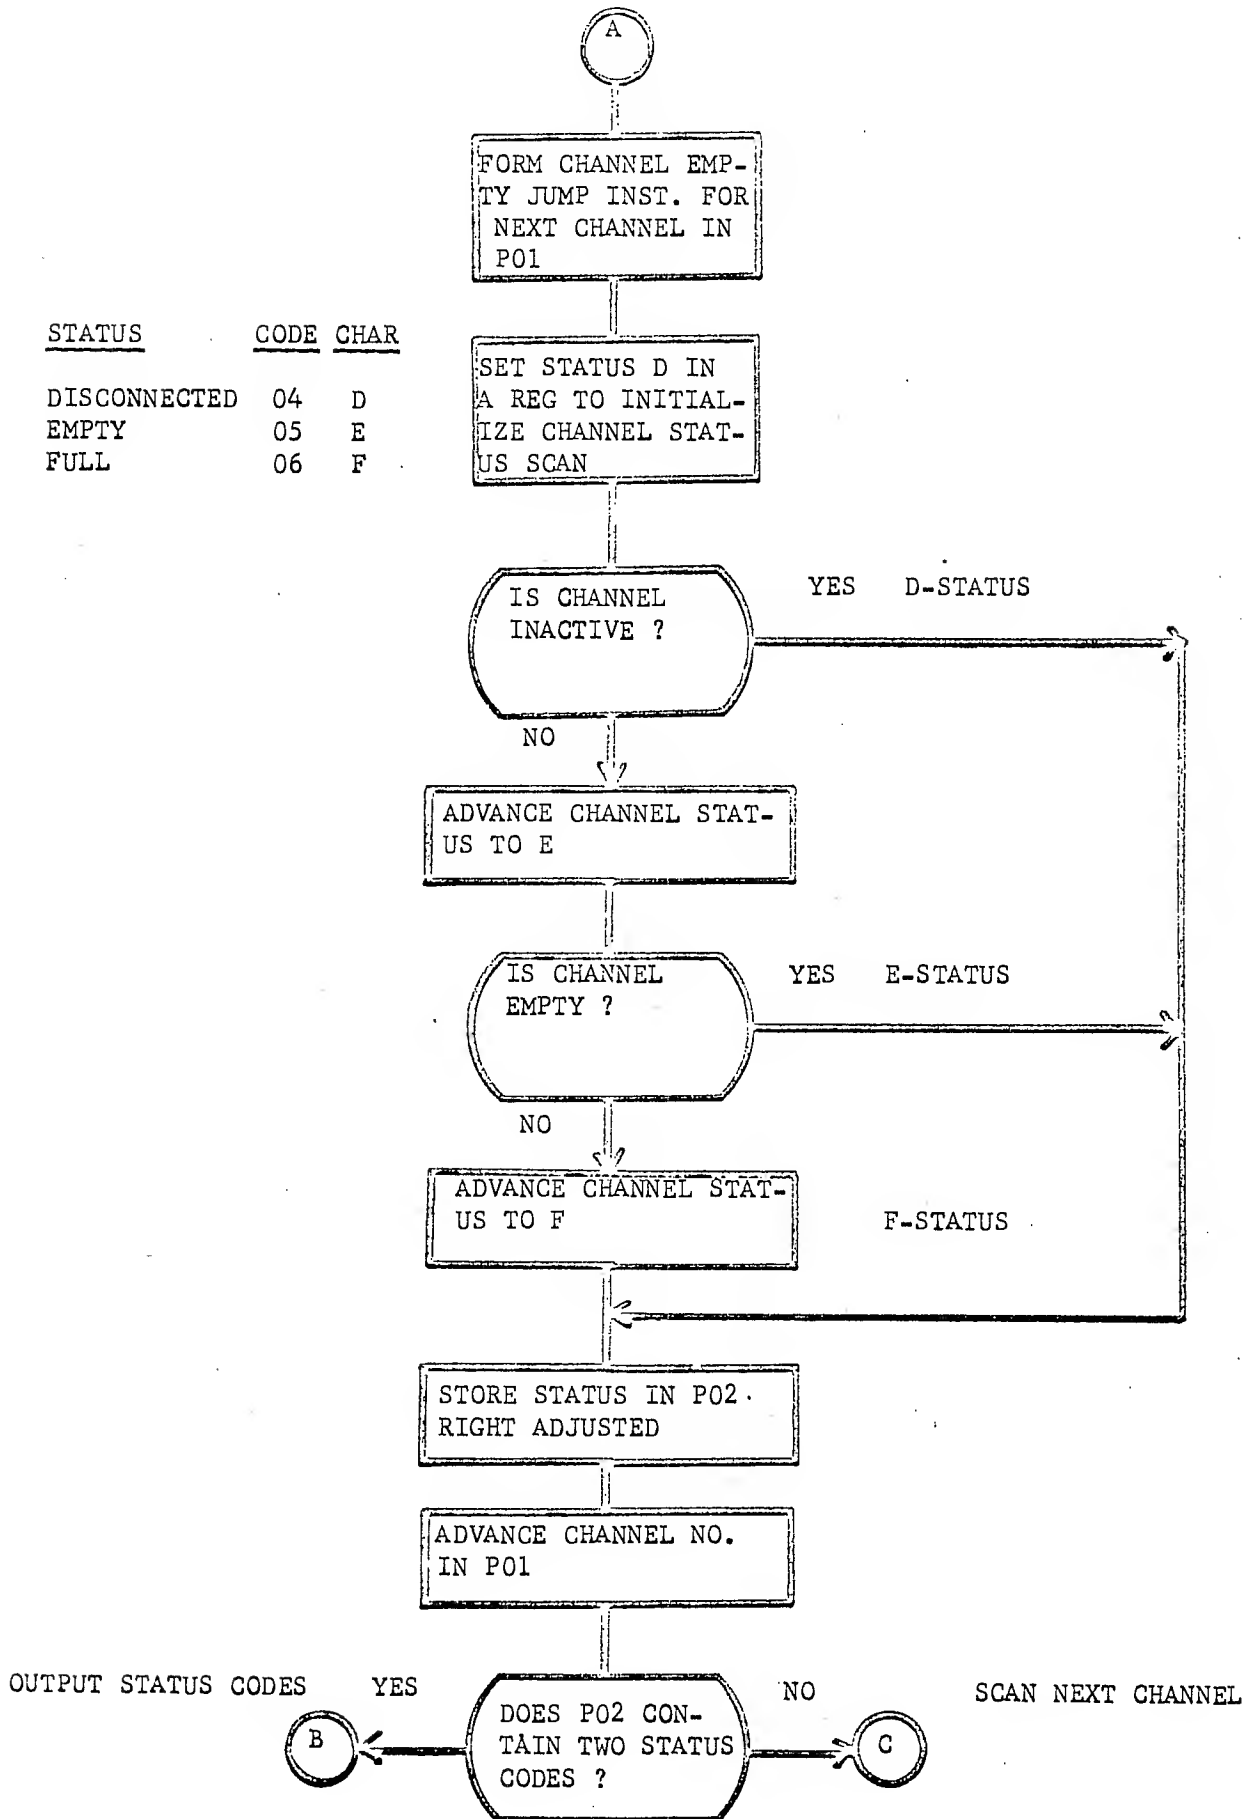 A
FORM CHANNEL EMP-
TY JUMP INST. FOR
NEXT CHANNEL IN
P01
STATUS CODE CHAR
DISCONNECTED 04 D
EMPTY 05 E
FULL 06 F
SET STATUS D IN
A REG TO INITIAL-
IZE CHANNEL STAT-
US SCAN
IS CHANNEL
INACTIVE ?
YES D-STATUS
NO
ADVANCE CHANNEL STAT-
US TO E
IS CHANNEL
EMPTY ?
YES E-STATUS
NO
ADVANCE CHANNEL STAT-
US TO F
F-STATUS
STORE STATUS IN P02
RIGHT ADJUSTED
ADVANCE CHANNEL NO.
IN P01
OUTPUT STATUS CODES YES
B
DOES P02 CON-
TAIN TWO STATUS
CODES ?
NO SCAN NEXT CHANNEL
C